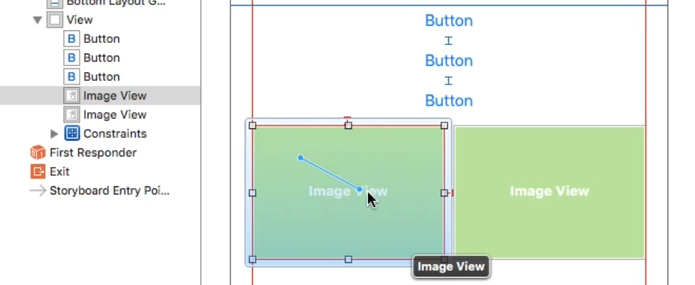 Bottom Layout G...
View
B Button
B Button
B Button
Image View
Image View
Constraints
First Responder
Exit
Storyboard Entry Poi...
Button
Button
Button
Image View
Image View
Image View